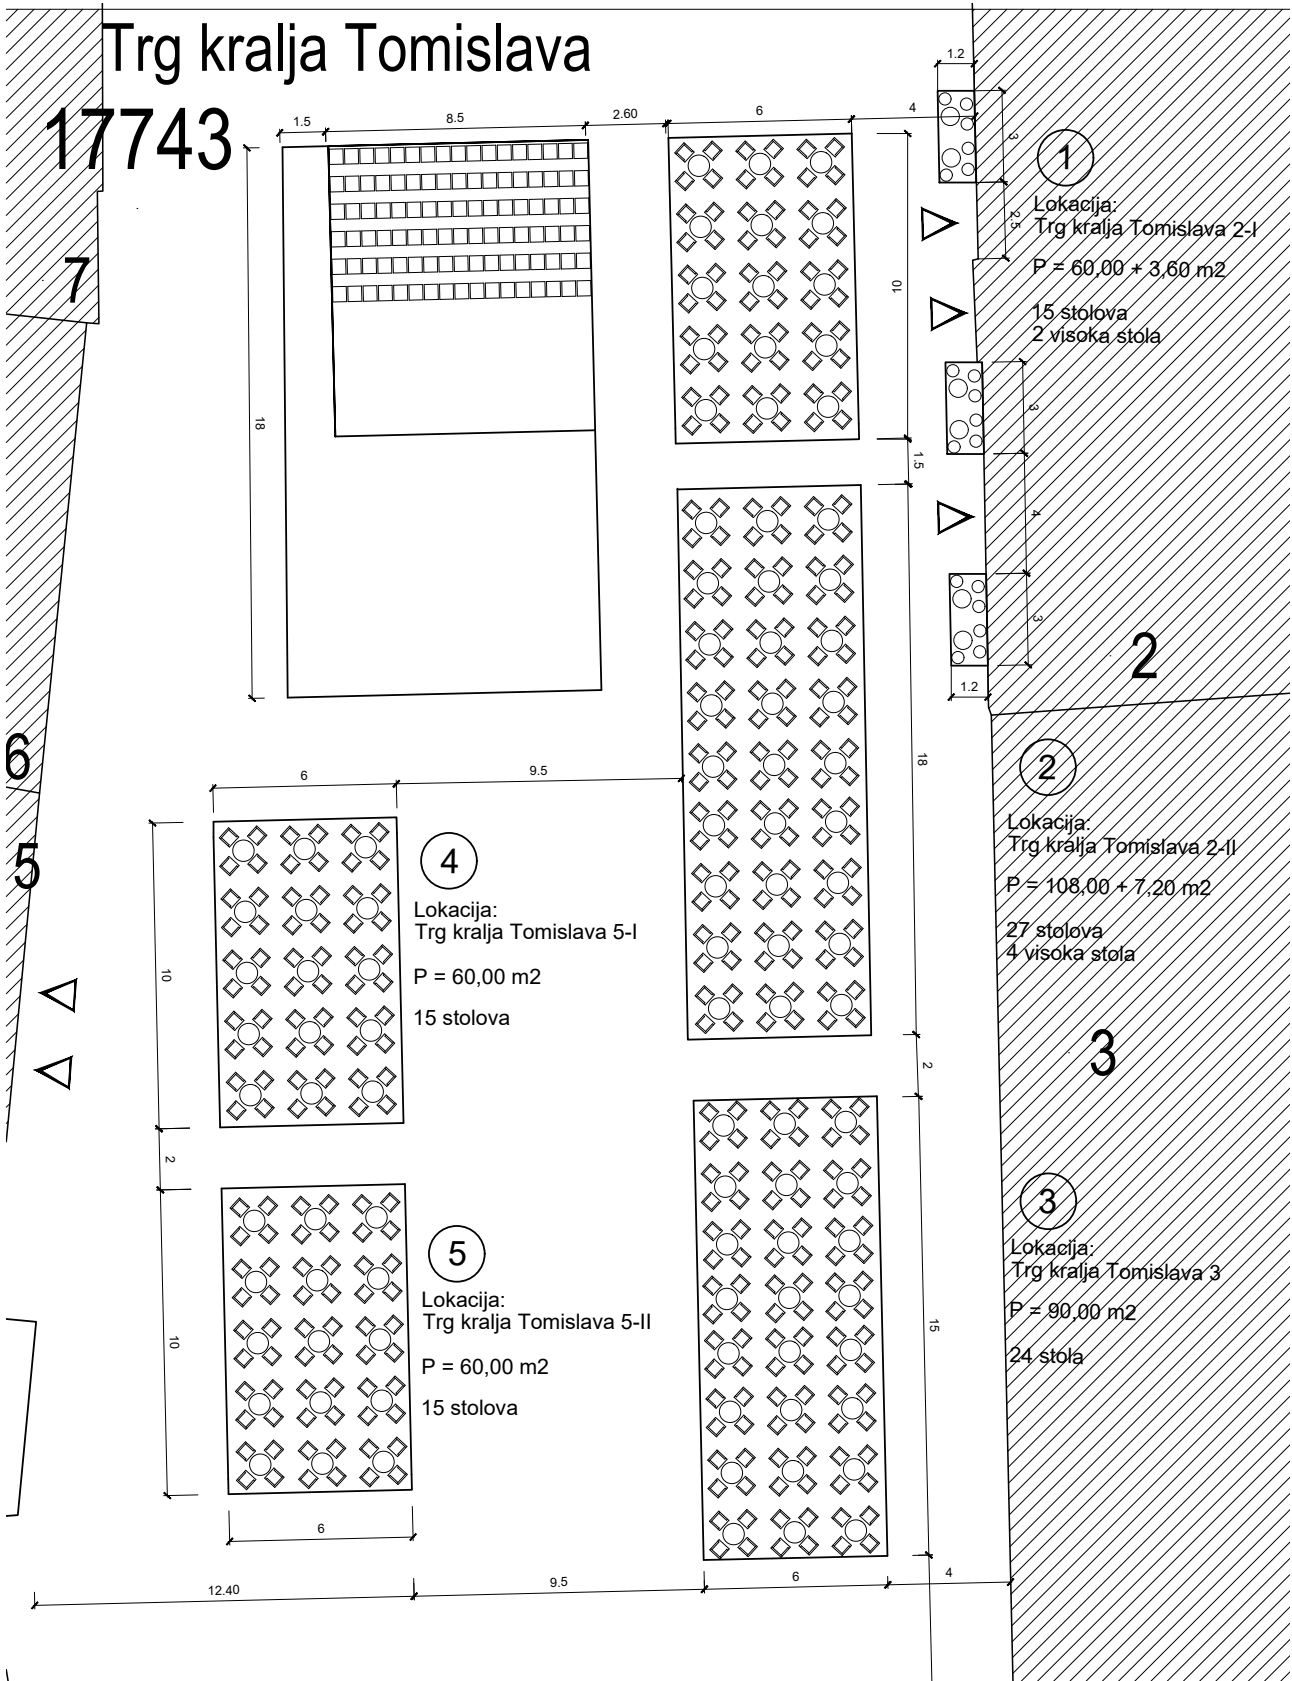 Trg kralja Tomislava
17743
1.5
8.5
2.60
6
4
1.2
3
2.5
1
Lokacija:
Trg kralja Tomislava 2-I
P = 60,00 + 3,60 m2
15 stolova
2 visoka stola
7
10
18
1.5
3
4
3
1.2
2
18
6
5
6
9.5
2
Lokacija:
Trg kralja Tomislava 2-II
P = 108,00 + 7,20 m2
27 stolova
4 visoka stola
4
Lokacija:
Trg kralja Tomislava 5-I
P = 60,00 m2
15 stolova
10
2
3
2
3
Lokacija:
Trg kralja Tomislava 3
P = 90,00 m2
24 stola
5
Lokacija:
Trg kralja Tomislava 5-II
P = 60,00 m2
15 stolova
10
15
6
12.40
9.5
6
4